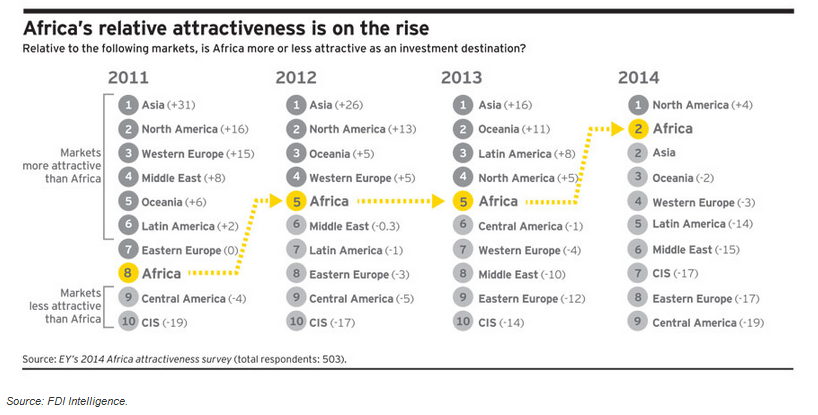 Africa's relative attractiveness is on the rise
Relative to the following markets, is Africa more or less attractive as an investment destination?
2011
Markets
more attractive
than Africa
1 Asia (+31)
2 North America (+16)
3 Western Europe (+15)
4 Middle East (+8)
5 Oceania (+6)
6 Latin America (+2)
7 Eastern Europe (0)
8 Africa
Markets
less attractive
than Africa
9 Central America (-4)
10 CIS (-19)
2012
1 Asia (+26)
2 North America (+13)
3 Oceania (+5)
4 Western Europe (+5)
5 Africa
6 Middle East (-0.3)
7 Latin America (-1)
8 Eastern Europe (-3)
9 Central America (-5)
10 CIS (-17)
2013
1 Asia (+16)
2 Oceania (+11)
3 Latin America (+8)
4 North America (+5)
5 Africa
6 Central America (-1)
7 Western Europe (-4)
8 Middle East (-10)
9 Eastern Europe (-12)
10 CIS (-14)
2014
1 North America (+4)
2 Africa
2 Asia
3 Oceania (-2)
4 Western Europe (-3)
5 Latin America (-14)
6 Middle East (-15)
7 CIS (-17)
8 Eastern Europe (-17)
9 Central America (-19)
Source: EY's 2014 Africa attractiveness survey (total respondents: 503).
Source: FDI Intelligence.